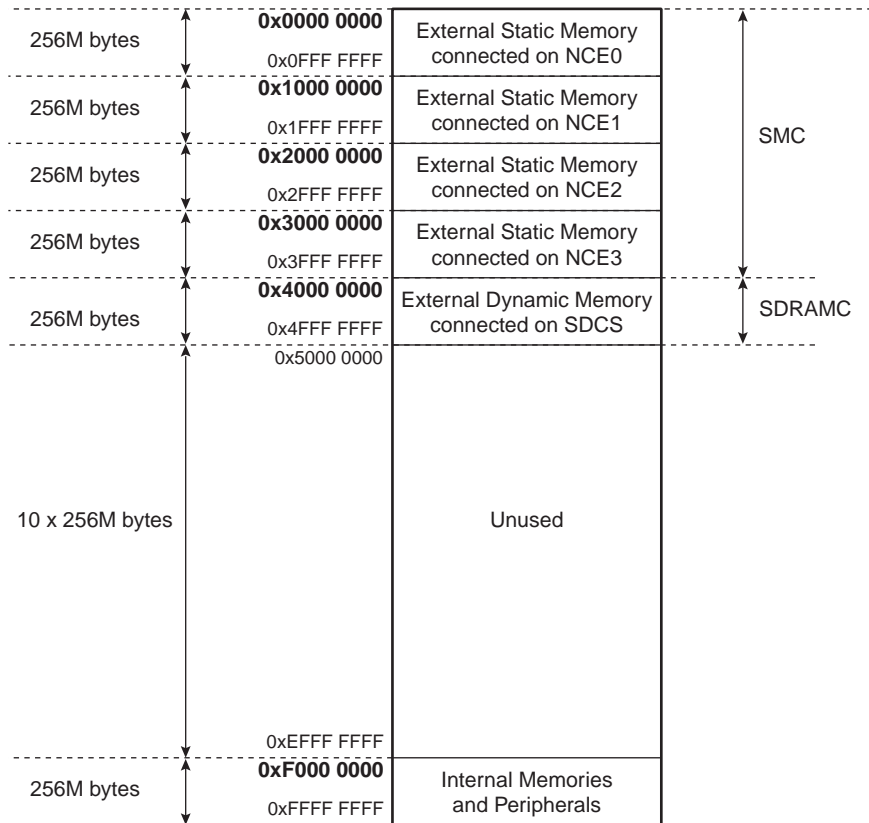 0x0000 0000
256M bytes
0x0FFF FFFF
External Static Memory
connected on NCE0
0x1000 0000
256M bytes
0x1FFF FFFF
External Static Memory
connected on NCE1
SMC
0x2000 0000
256M bytes
0x2FFF FFFF
External Static Memory
connected on NCE2
0x3000 0000
256M bytes
0x3FFF FFFF
External Static Memory
connected on NCE3
0x4000 0000
256M bytes
0x4FFF FFFF
External Dynamic Memory
connected on SDCS
SDRAMC
0x5000 0000
10 x 256M bytes
Unused
0xEFFF FFFF
0xF000 0000
256M bytes
0xFFFF FFFF
Internal Memories
and Peripherals